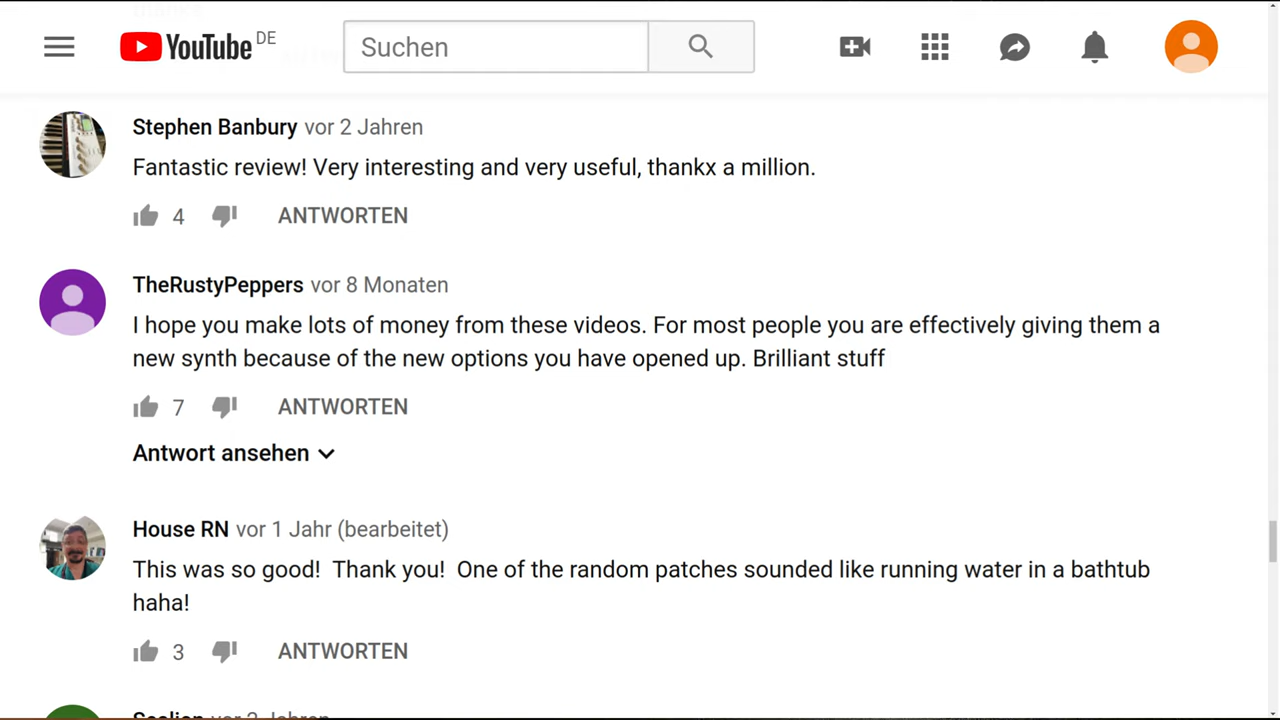 YouTube DE
Suchen
Stephen Banbury vor 2 Jahren
Fantastic review! Very interesting and very useful, thankx a million.
4 ANTWORTEN
TheRustyPeppers vor 8 Monaten
I hope you make lots of money from these videos. For most people you are effectively giving them a
new synth because of the new options you have opened up. Brilliant stuff
7 ANTWORTEN
Antwort ansehen
House RN vor 1 Jahr (bearbeitet)
This was so good!  Thank you!  One of the random patches sounded like running water in a bathtub
haha!
3 ANTWORTEN